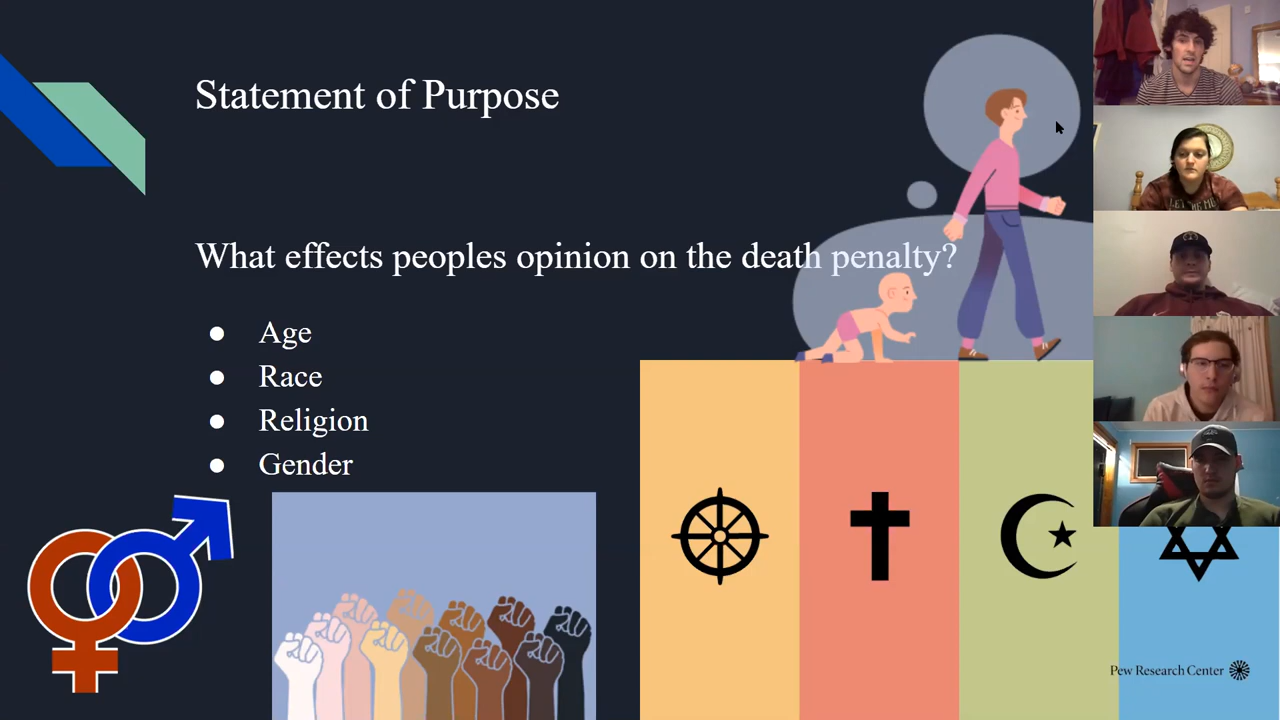 Statement of Purpose
What effects peoples opinion on the death penalty?
● Age
● Race
● Religion
● Gender
Pew Research Center